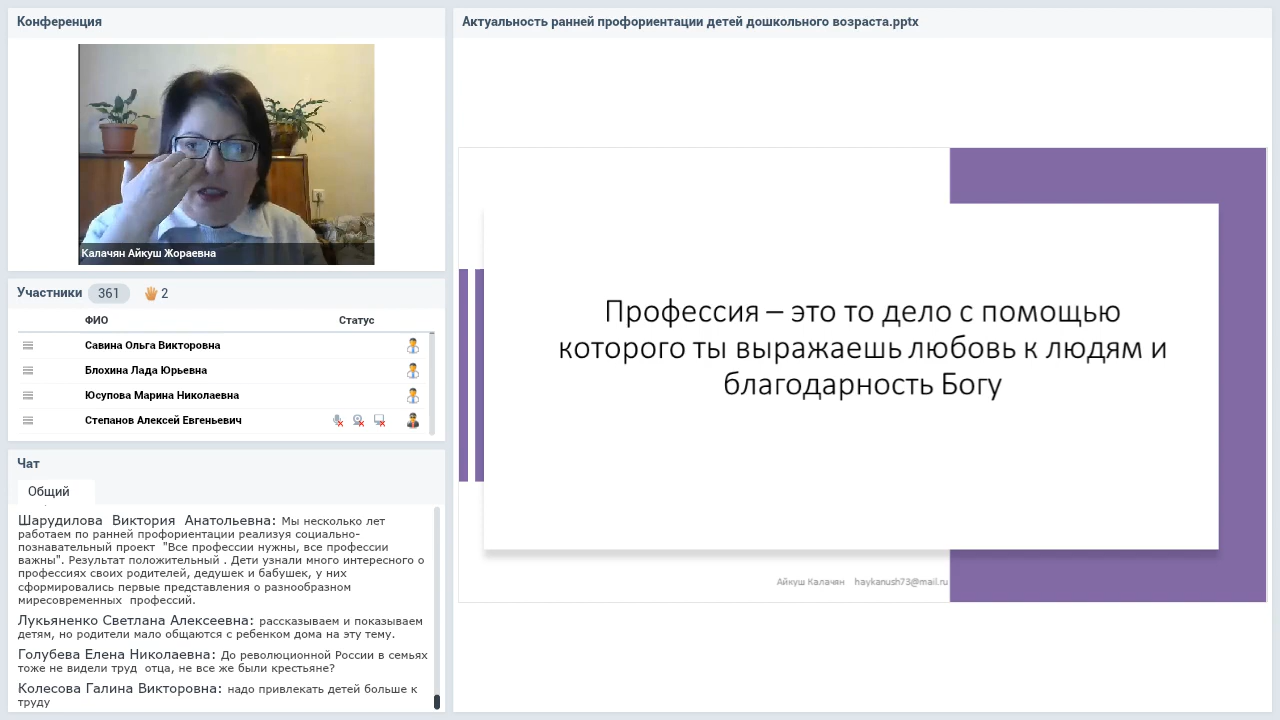 Конференция
Калачян Айкуш Жораевна
Участники 361 2
ФИО Статус
Савина Ольга Викторовна
Блохина Лада Юрьевна
Юсупова Марина Николаевна
Степанов Алексей Евгеньевич
Чат
Общий
Шарудилова Виктория Анатольевна: Мы несколько лет
работаем по ранней профориентации реализуя социально-
познавательный проект "Все профессии нужны, все профессии
важны". Результат положительный . Дети узнали много интересного о
профессиях своих родителей, дедушек и бабушек, у них
сформировались первые представления о разнообразном
миресовременных профессий.
Лукьяненко Светлана Алексеевна: рассказываем и показываем
детям, но родители мало общаются с ребенком дома на эту тему.
Голубева Елена Николаевна: До революционной России в семьях
тоже не видели труд отца, не все же были крестьяне?
Колесова Галина Викторовна: надо привлекать детей больше к
труду
Актуальность ранней профориентации детей дошкольного возраста.pptx
Профессия – это то дело с помощью
которого ты выражаешь любовь к людям и
благодарность Богу
Айкуш Калачян haykanush73@mail.ru